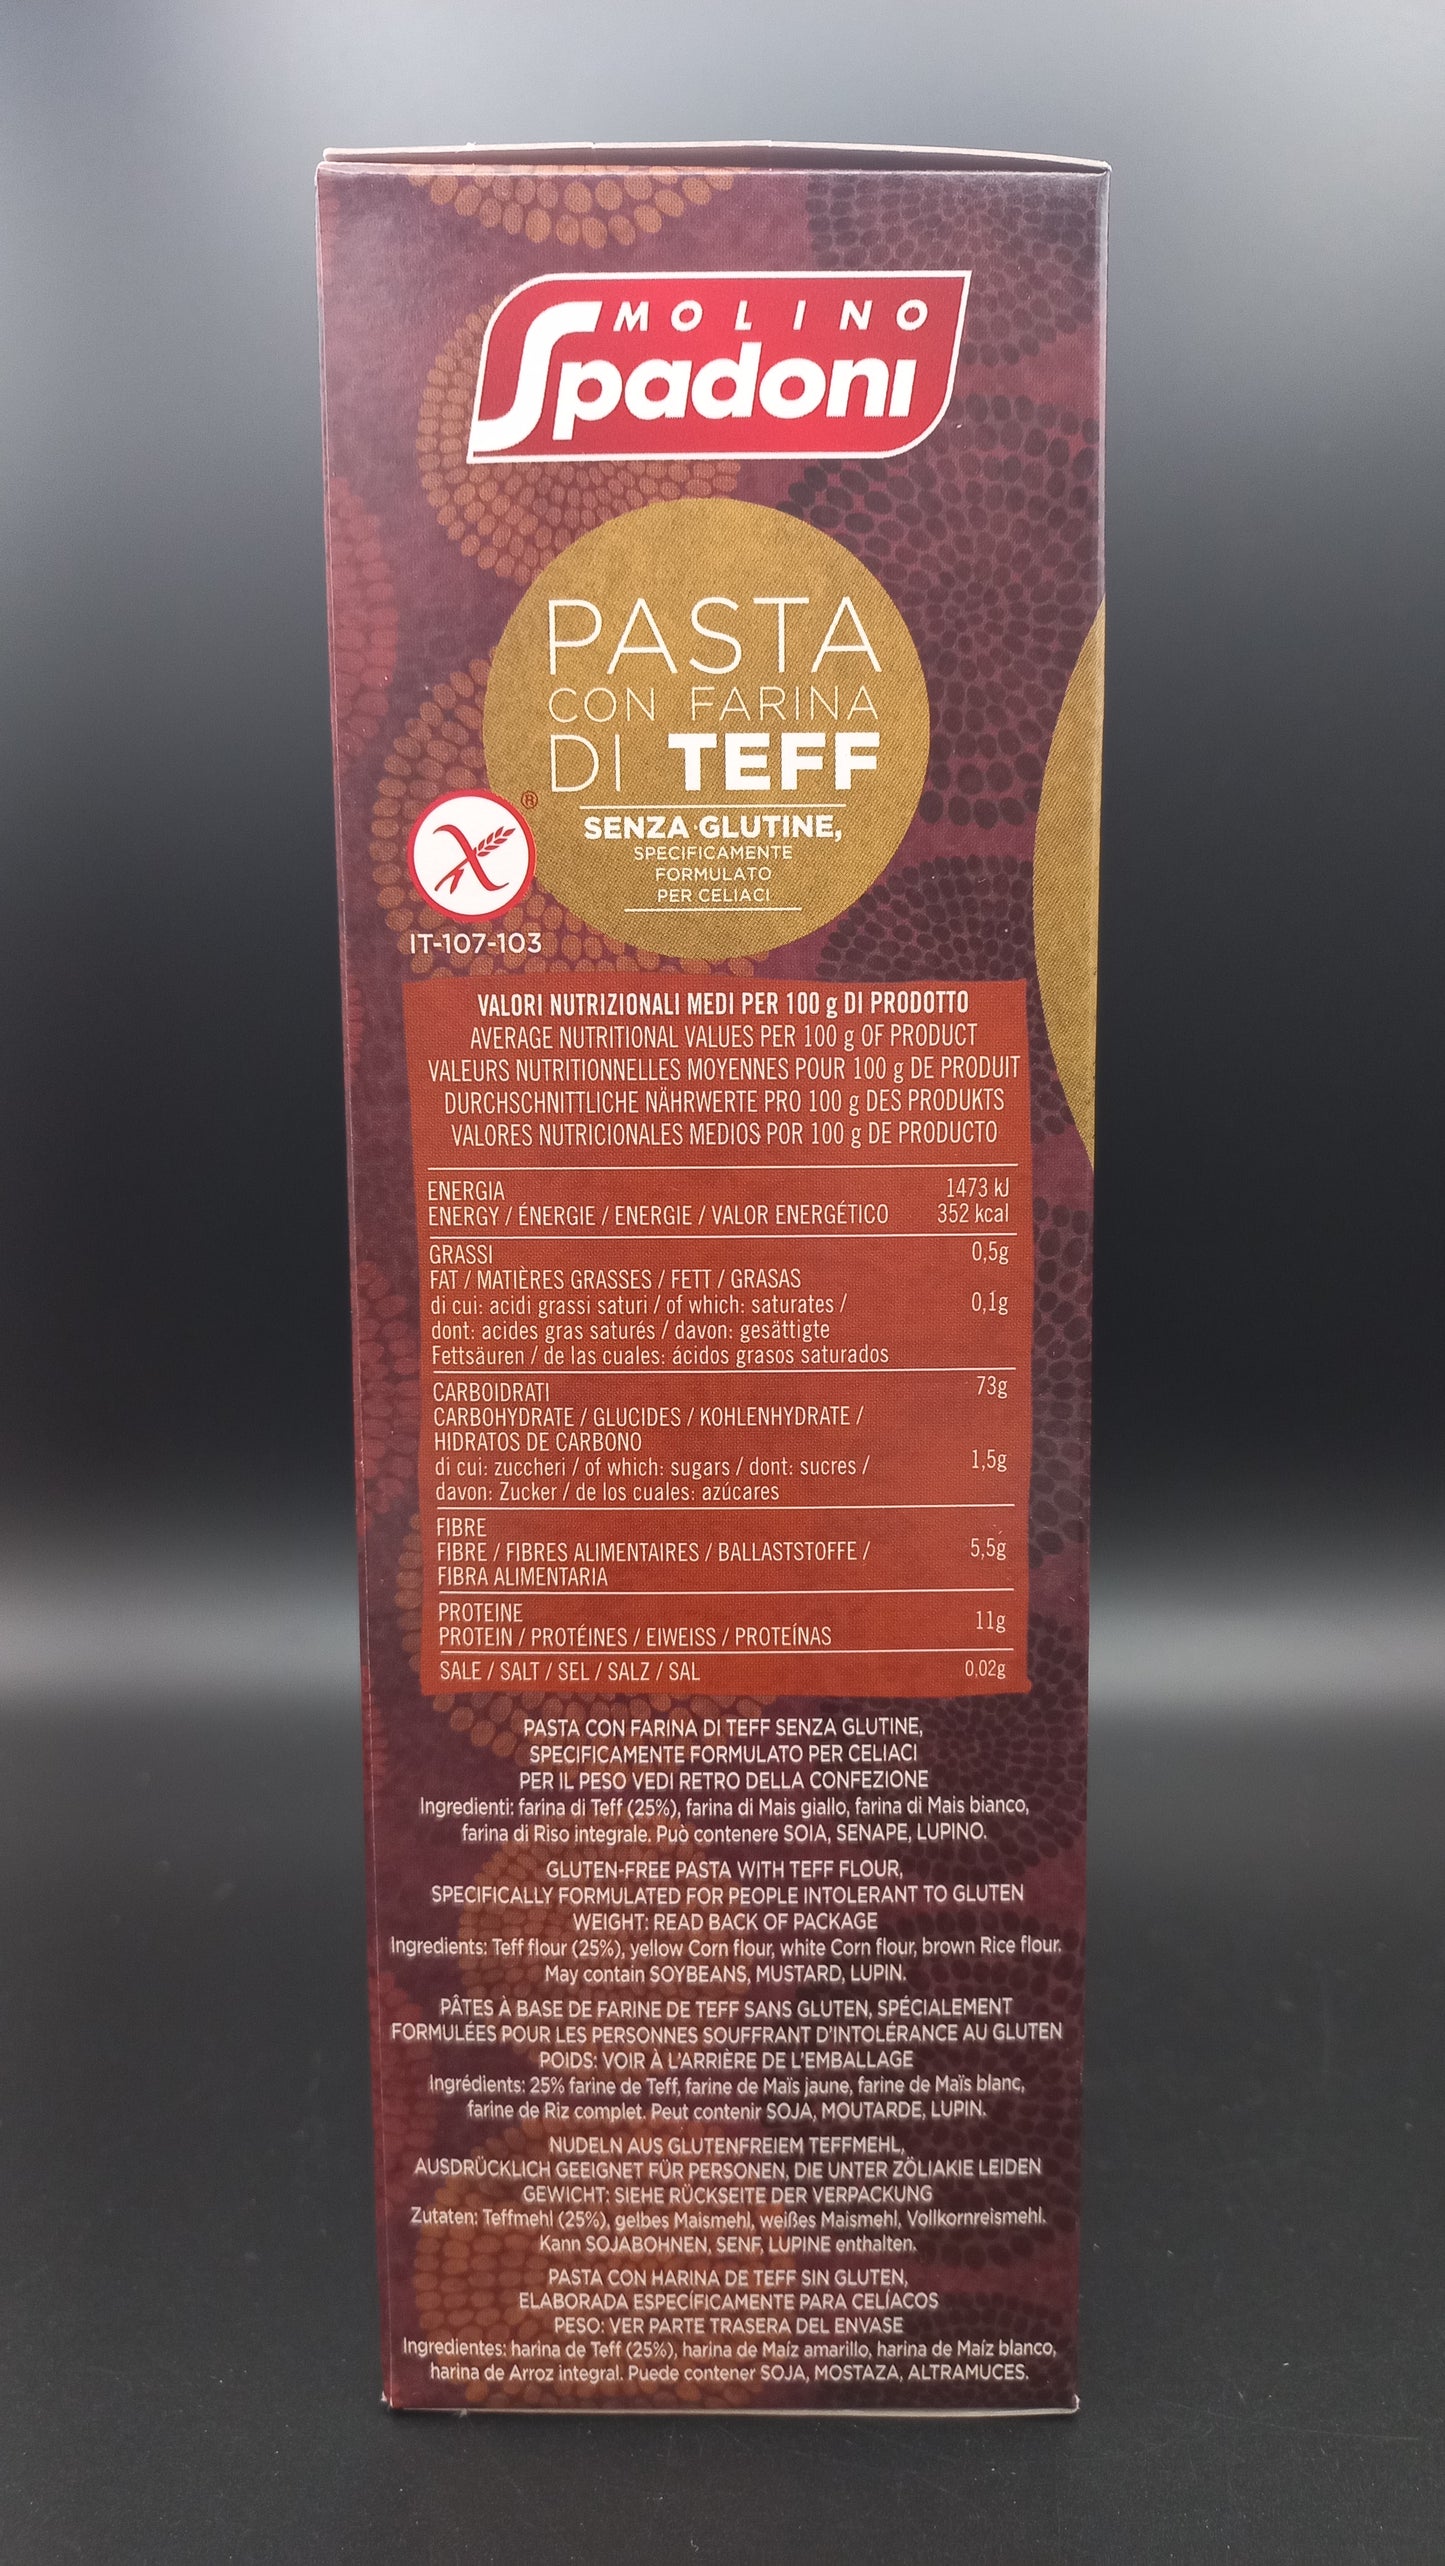 MOLINO
Spadoni
PASTA
CON FARINA
DI TEFF
SENZA GLUTINE,
SPECIFICAMENTE
FORMULATO
PER CELIACI
®
IT-107-103
VALORI NUTRIZIONALI MEDI PER 100 g DI PRODOTTO
AVERAGE NUTRITIONAL VALUES PER 100 g OF PRODUCT
VALEURS NUTRITIONNELLES MOYENNES POUR 100 g DE PRODUIT
DURCHSCHNITTLICHE NÄHRWERTE PRO 100 g DES PRODUKTS
VALORES NUTRICIONALES MEDIOS POR 100 g DE PRODUCTO
ENERGIA 1473 kJ
ENERGY / ÉNERGIE / ENERGIE / VALOR ENERGÉTICO 352 kcal
GRASSI 0,5g
FAT / MATIÈRES GRASSES / FETT / GRASAS
di cui: acidi grassi saturi / of which: saturates / 0,1g
dont: acides gras saturés / davon: gesättigte
Fettsäuren / de las cuales: ácidos grasos saturados
CARBOIDRATI 73g
CARBOHYDRATE / GLUCIDES / KOHLENHYDRATE /
HIDRATOS DE CARBONO
di cui: zuccheri / of which: sugars / dont: sucres / 1,5g
davon: Zucker / de los cuales: azúcares
FIBRE
FIBRE / FIBRES ALIMENTAIRES / BALLASTSTOFFE / 5,5g
FIBRA ALIMENTARIA
PROTEINE 11g
PROTEIN / PROTÉINES / EIWEISS / PROTEÍNAS
SALE / SALT / SEL / SALZ / SAL 0,02g
PASTA CON FARINA DI TEFF SENZA GLUTINE,
SPECIFICAMENTE FORMULATO PER CELIACI
PER IL PESO VEDI RETRO DELLA CONFEZIONE
Ingredienti: farina di Teff (25%), farina di Mais giallo, farina di Mais bianco,
farina di Riso integrale. Può contenere SOIA, SENAPE, LUPINO.
GLUTEN-FREE PASTA WITH TEFF FLOUR,
SPECIFICALLY FORMULATED FOR PEOPLE INTOLERANT TO GLUTEN
WEIGHT: READ BACK OF PACKAGE
Ingredients: Teff flour (25%), yellow Corn flour, white Corn flour, brown Rice flour.
May contain SOYBEANS, MUSTARD, LUPIN.
PÂTES À BASE DE FARINE DE TEFF SANS GLUTEN, SPÉCIALEMENT
FORMULÉES POUR LES PERSONNES SOUFFRANT D'INTOLÉRANCE AU GLUTEN
POIDS: VOIR À L'ARRIÈRE DE L'EMBALLAGE
Ingrédients: 25% farine de Teff, farine de Maïs jaune, farine de Maïs blanc,
farine de Riz complet. Peut contenir SOJA, MOUTARDE, LUPIN.
NUDELN AUS GLUTENFREIEM TEFFMEHL,
AUSDRÜCKLICH GEEIGNET FÜR PERSONEN, DIE UNTER ZÖLIAKIE LEIDEN
GEWICHT: SIEHE RÜCKSEITE DER VERPACKUNG
Zutaten: Teffmehl (25%), gelbes Maismehl, weißes Maismehl, Vollkornreismehl.
Kann SOJABOHNEN, SENF, LUPINE enthalten.
PASTA CON HARINA DE TEFF SIN GLUTEN,
ELABORADA ESPECÍFICAMENTE PARA CELÍACOS
PESO: VER PARTE TRASERA DEL ENVASE
Ingredientes: harina de Teff (25%), harina de Maíz amarillo, harina de Maíz blanco,
harina de Arroz integral. Puede contener SOJA, MOSTAZA, ALTRAMUCES.